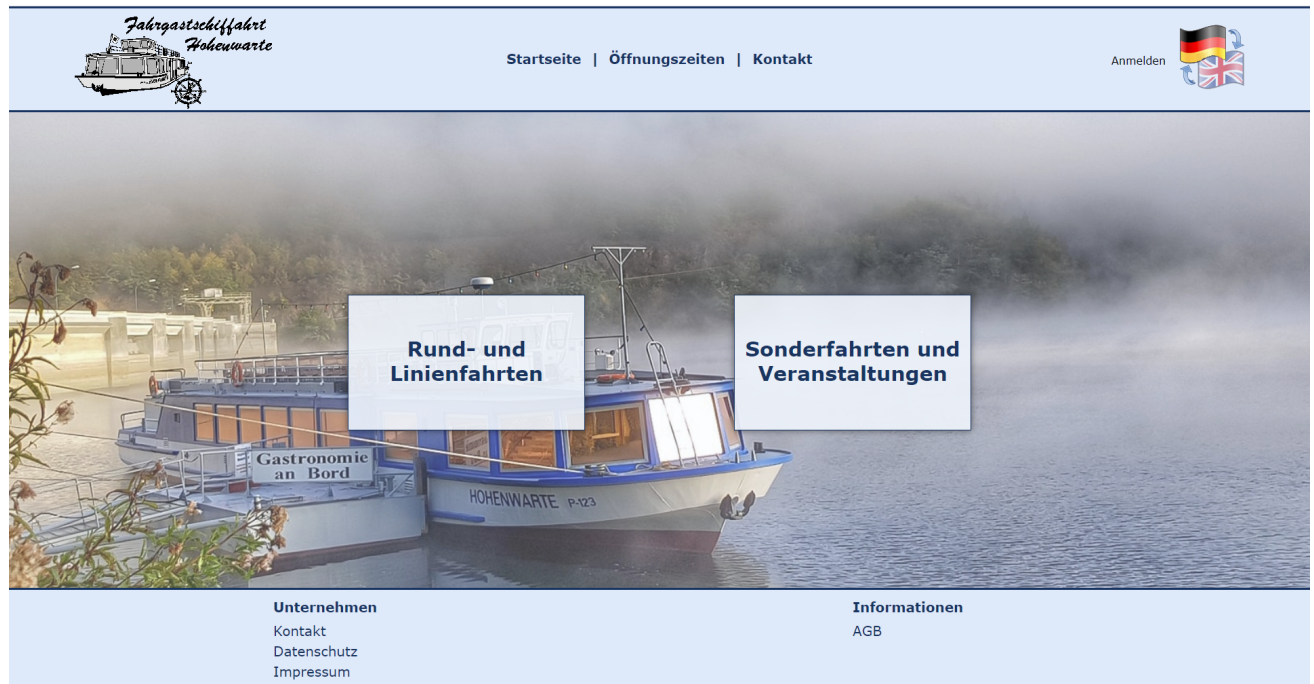 Fahrgastschiffahrt
Hohenwarte
Startseite | Öffnungszeiten | Kontakt
Anmelden
Rund- und
Linienfahrten
Sonderfahrten und
Veranstaltungen
Gastronomie
an Bord
HOHENWARTE P-123
Unternehmen
Kontakt
Datenschutz
Impressum
Informationen
AGB